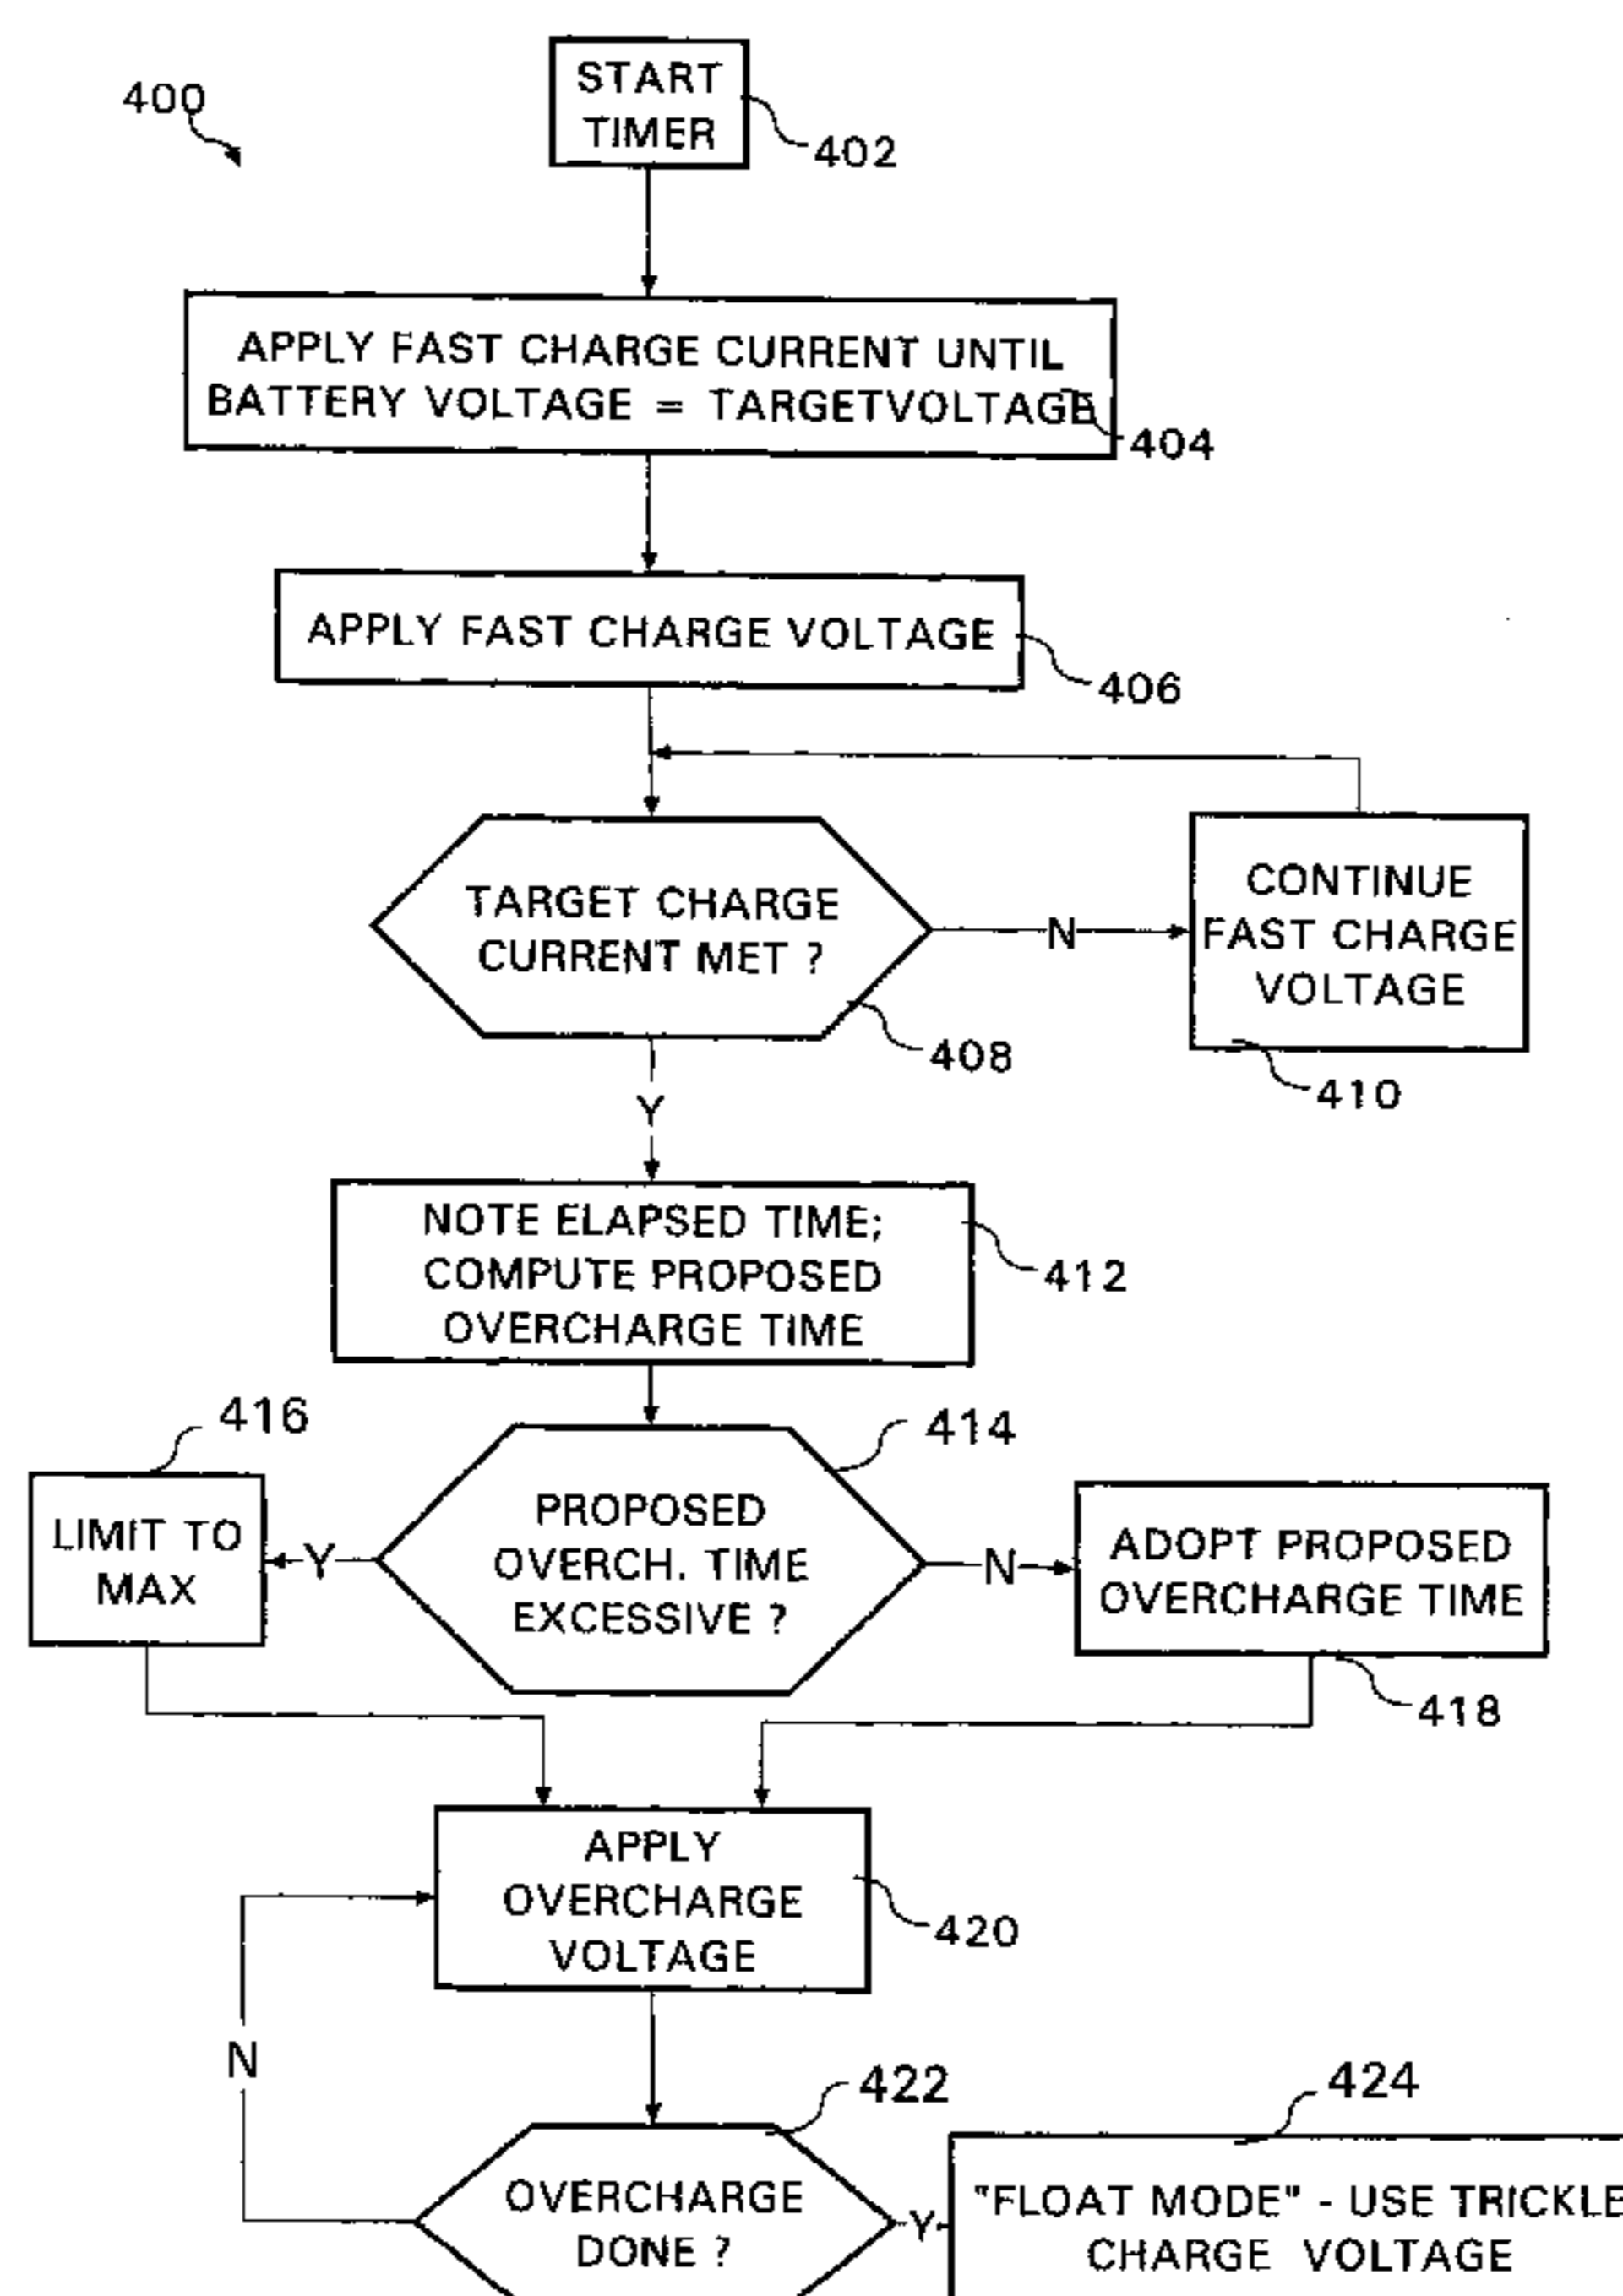 400
START
TIMER
402
APPLY FAST CHARGE CURRENT UNTIL
BATTERY VOLTAGE = TARGETVOLTAGE
404
APPLY FAST CHARGE VOLTAGE
406
TARGET CHARGE
CURRENT MET ?
408
N
CONTINUE
FAST CHARGE
VOLTAGE
410
Y
NOTE ELAPSED TIME;
COMPUTE PROPOSED
OVERCHARGE TIME
412
416
LIMIT TO
MAX
Y
414
PROPOSED
OVERCH. TIME
EXCESSIVE ?
N
ADOPT PROPOSED
OVERCHARGE TIME
418
APPLY
OVERCHARGE
VOLTAGE
420
N
422
OVERCHARGE
DONE ?
Y
424
"FLOAT MODE" - USE TRICKLE
CHARGE VOLTAGE